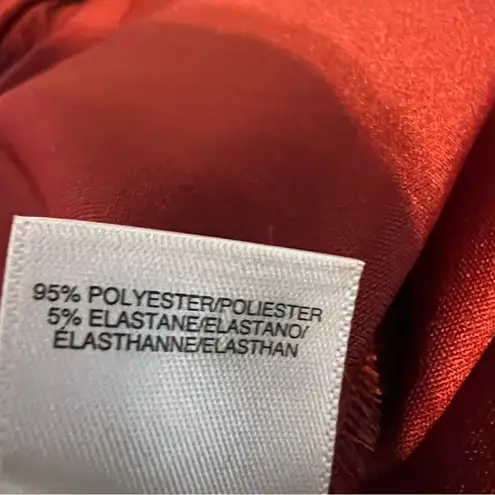 95% POLYESTER/POLIESTER
5% ELASTANE/ELASTANO/
ÉLASTHANNE/ELASTHAN